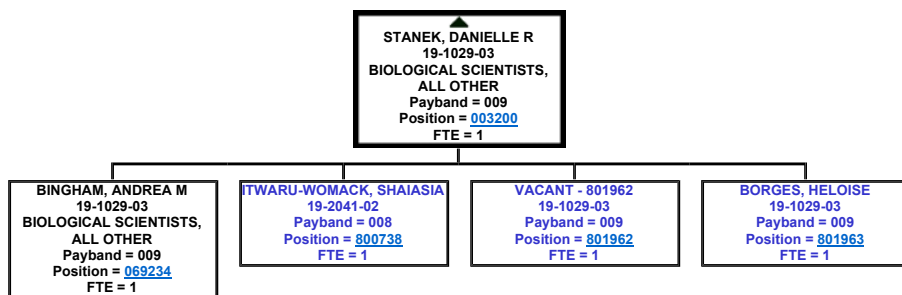 STANEK, DANIELLE R
19-1029-03
BIOLOGICAL SCIENTISTS,
ALL OTHER
Payband = 009
Position = 003200
FTE = 1
BINGHAM, ANDREA M
19-1029-03
BIOLOGICAL SCIENTISTS,
ALL OTHER
Payband = 009
Position = 069234
FTE = 1
ITWARU-WOMACK, SHAIASIA
19-2041-02
Payband = 008
Position = 800738
FTE = 1
VACANT - 801962
19-1029-03
Payband = 009
Position = 801962
FTE = 1
BORGES, HELOISE
19-1029-03
Payband = 009
Position = 801963
FTE = 1